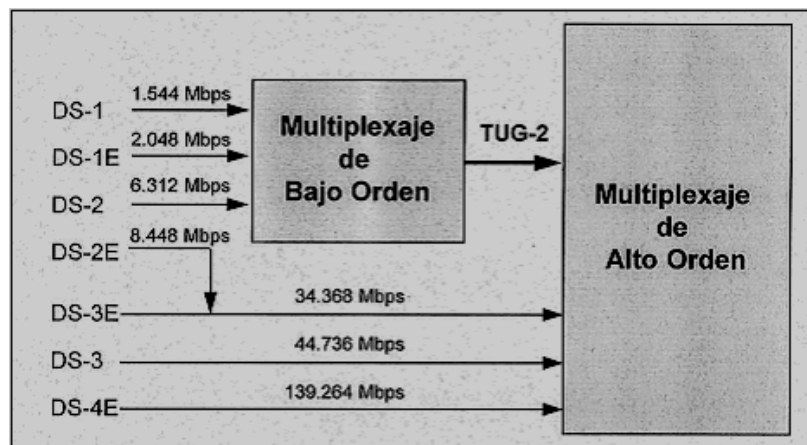 DS-1 1.544 Mbps
DS-1E 2.048 Mbps
DS-2 6.312 Mbps
DS-2E 8.448 Mbps
DS-3E 34.368 Mbps
DS-3 44.736 Mbps
DS-4E 139.264 Mbps
Multiplexaje
de
Bajo Orden
TUG-2
Multiplexaje
de
Alto Orden